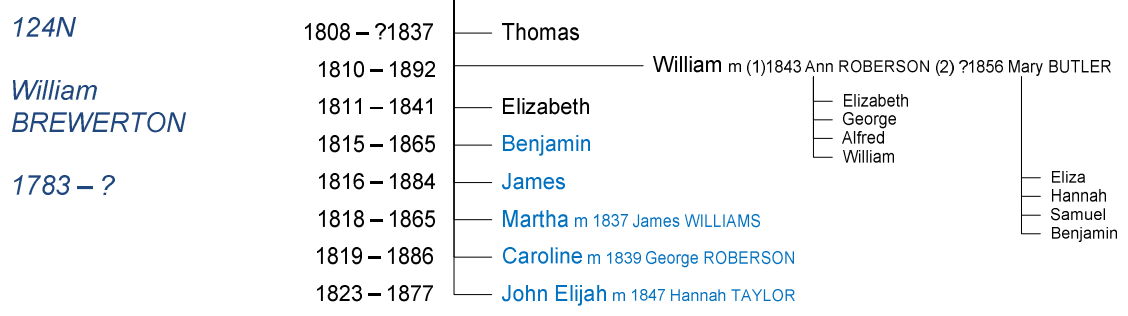 124N
William
BREWERTON
1783 – ?
1808 – ?1837 Thomas
1810 – 1892 William m (1)1843 Ann ROBERSON (2) ?1856 Mary BUTLER
Elizabeth
George
Alfred
William
Eliza
Hannah
Samuel
Benjamin
1811 – 1841 Elizabeth
1815 – 1865 Benjamin
1816 – 1884 James
1818 – 1865 Martha m 1837 James WILLIAMS
1819 – 1886 Caroline m 1839 George ROBERSON
1823 – 1877 John Elijah m 1847 Hannah TAYLOR